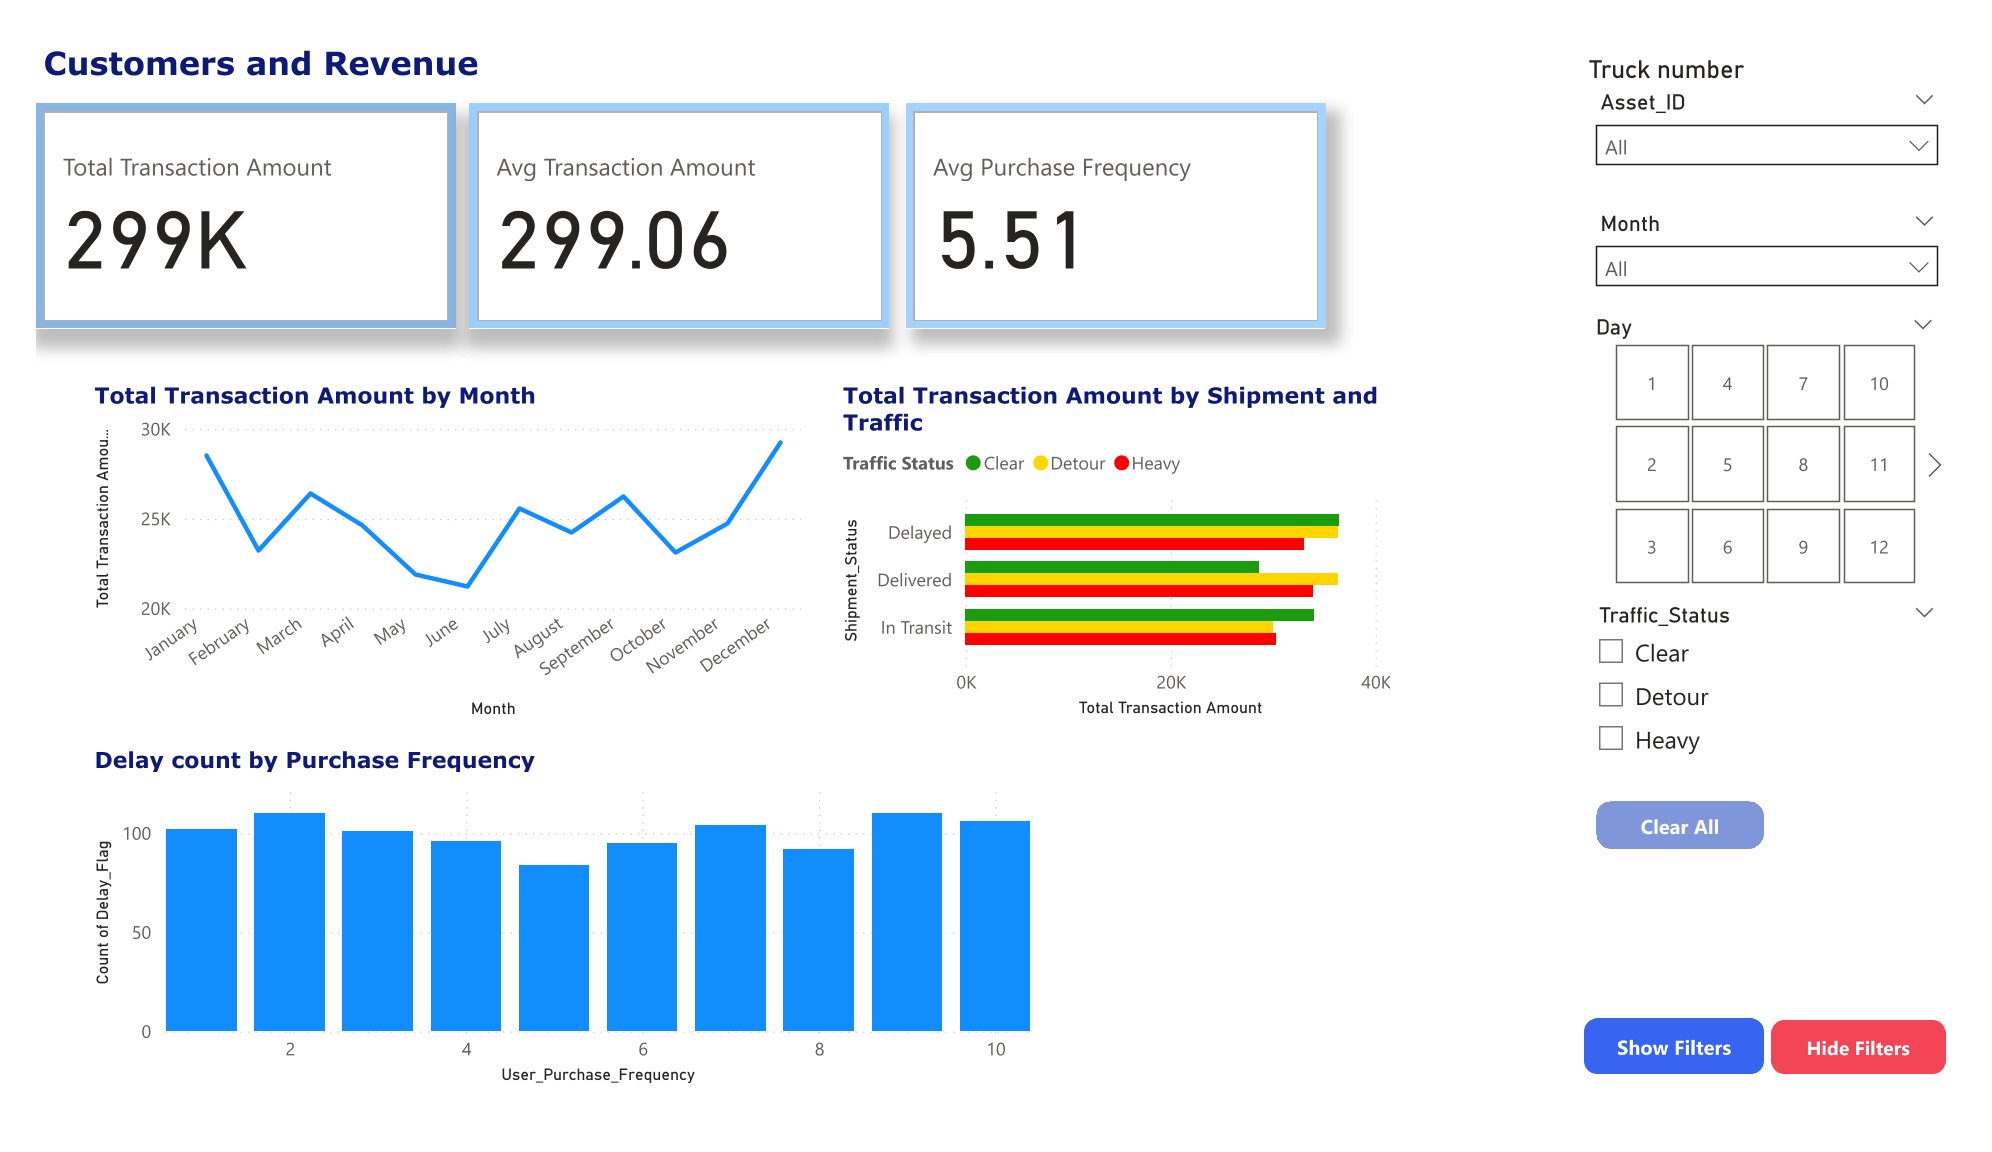 Customers and Revenue
Total Transaction Amount
299K
Avg Transaction Amount
299.06
Avg Purchase Frequency
5.51
Total Transaction Amount by Month
Total Transaction Amou...
30K
25K
20K
January
February
March
April
May
June
July
August
September
October
November
December
Month
Total Transaction Amount by Shipment and
Traffic
Traffic Status Clear Detour Heavy
Shipment_Status
Delayed
Delivered
In Transit
0K 20K 40K
Total Transaction Amount
Delay count by Purchase Frequency
Count of Delay_Flag
100
50
0
2 4 6 8 10
User_Purchase_Frequency
Truck number
Asset_ID
All
Month
All
Day
1 4 7 10
2 5 8 11
3 6 9 12
Traffic_Status
Clear
Detour
Heavy
Clear All
Show Filters
Hide Filters